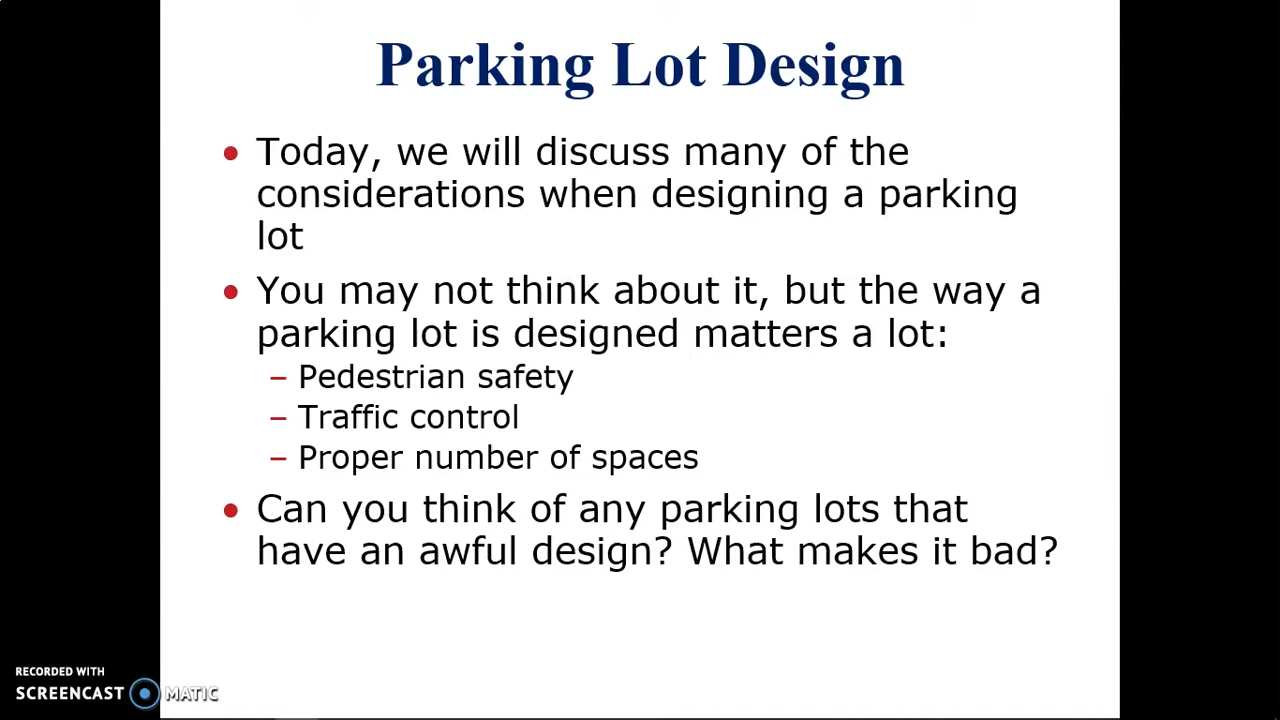 Parking Lot Design
• Today, we will discuss many of the
considerations when designing a parking
lot
• You may not think about it, but the way a
parking lot is designed matters a lot:
– Pedestrian safety
– Traffic control
– Proper number of spaces
• Can you think of any parking lots that
have an awful design? What makes it bad?
RECORDED WITH
SCREENCAST MATIC